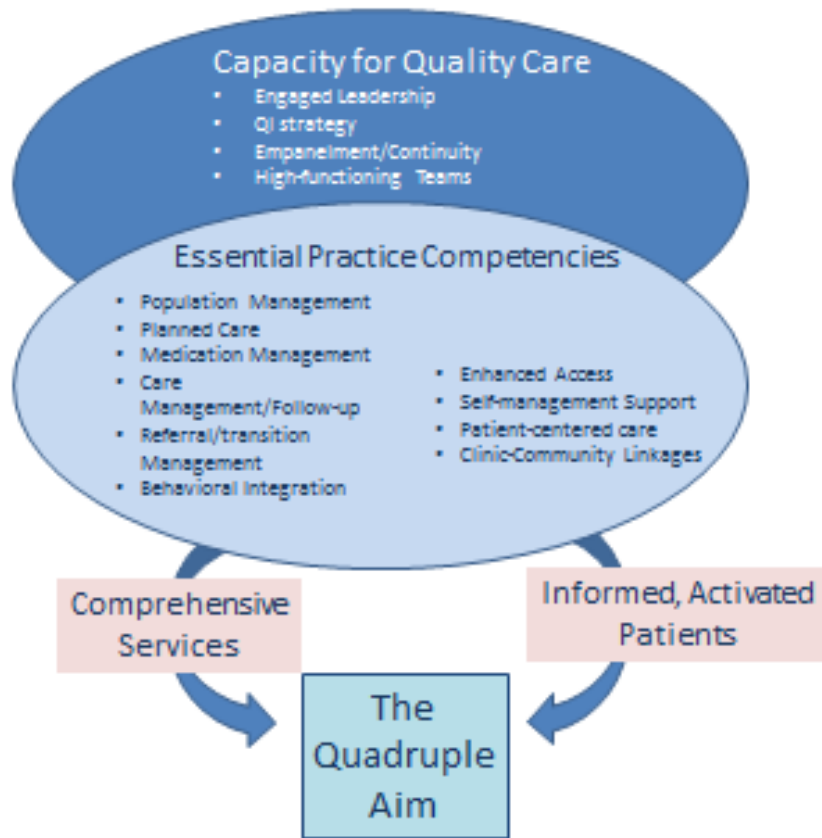 Capacity for Quality Care
• Engaged Leadership
• QI strategy
• Empanelment/Continuity
• High-functioning Teams
Essential Practice Competencies
• Population Management
• Planned Care
• Medication Management
• Care
Management/Follow-up
• Referral/transition
Management
• Behavioral Integration
• Enhanced Access
• Self-management Support
• Patient-centered care
• Clinic-Community Linkages
Comprehensive
Services
Informed, Activated
Patients
The
Quadruple
Aim